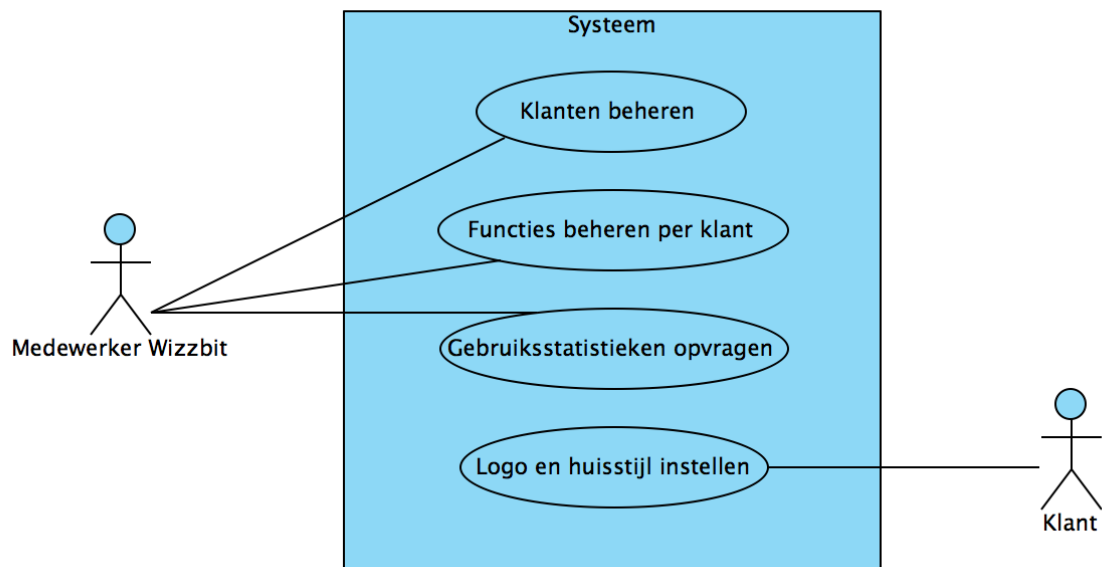 Systeem
Klanten beheren
Functies beheren per klant
Medewerker Wizzbit
Gebruiksstatistieken opvragen
Logo en huisstijl instellen
Klant